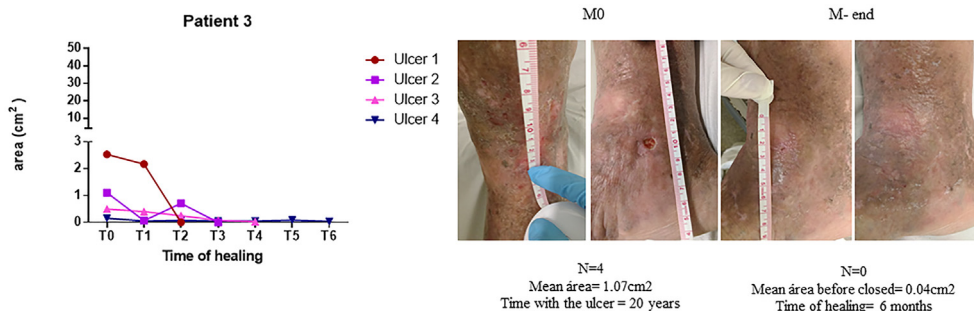 Patient 3
50
40
30
20
10
3
2
1
0
area (cm²)
T0 T1 T2 T3 T4 T5 T6
Time of healing
Ulcer 1
Ulcer 2
Ulcer 3
Ulcer 4
M0
M- end
N=4
Mean área= 1.07cm2
Time with the ulcer = 20 years
N=0
Mean área before closed= 0.04cm2
Time of healing= 6 months